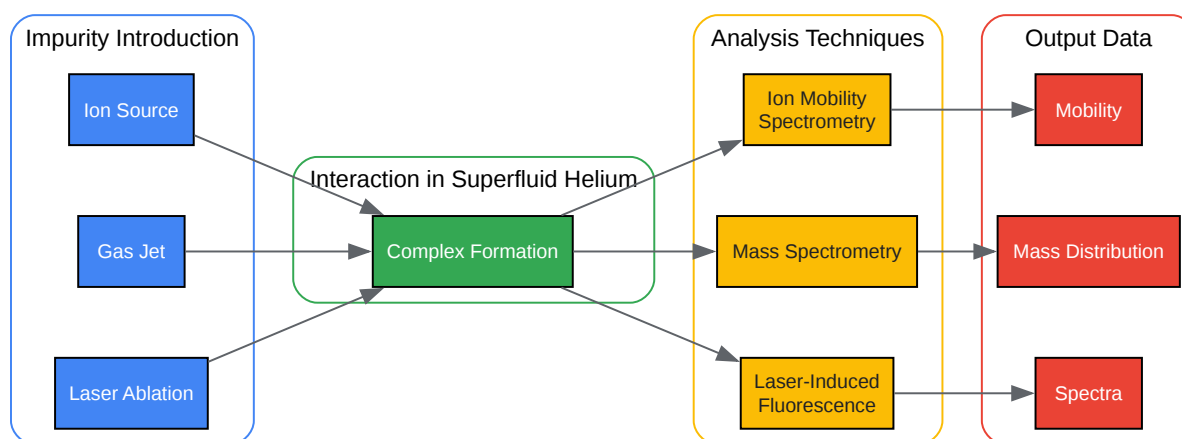 Impurity Introduction
Ion Source
Gas Jet
Laser Ablation
Interaction in Superfluid Helium
Complex Formation
Analysis Techniques
Ion Mobility
Spectrometry
Mass Spectrometry
Laser-Induced
Fluorescence
Output Data
Mobility
Mass Distribution
Spectra